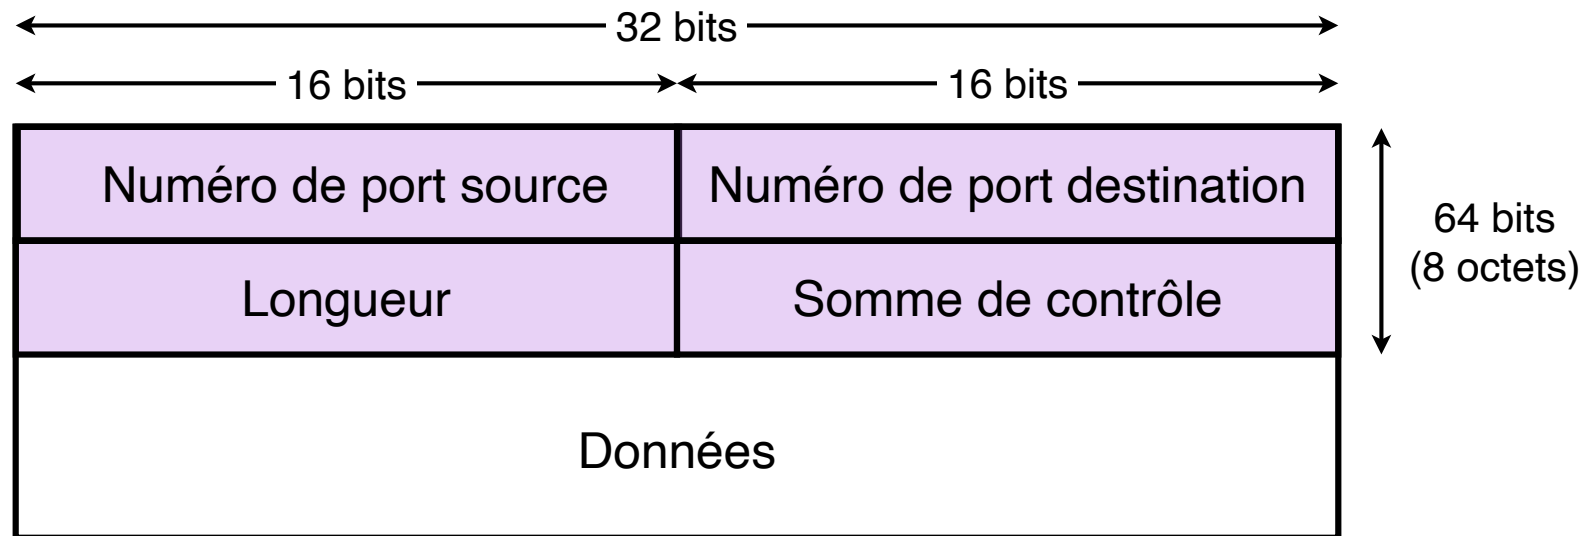 32 bits
16 bits
16 bits
Numéro de port source
Numéro de port destination
64 bits
(8 octets)
Longueur
Somme de contrôle
Données